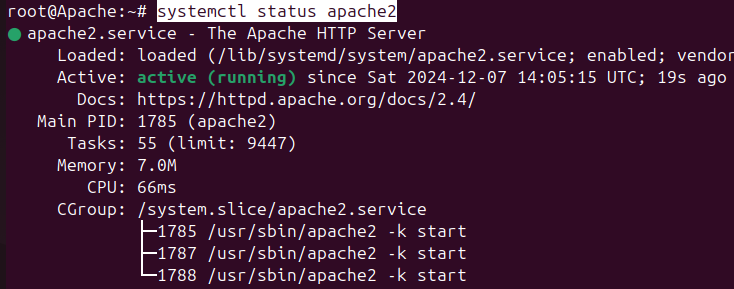 root@Apache:~# systemctl status apache2
● apache2.service - The Apache HTTP Server
Loaded: loaded (/lib/systemd/system/apache2.service; enabled; vendor
Active: active (running) since Sat 2024-12-07 14:05:15 UTC; 19s ago
Docs: https://httpd.apache.org/docs/2.4/
Main PID: 1785 (apache2)
Tasks: 55 (limit: 9447)
Memory: 7.0M
CPU: 66ms
CGroup: /system.slice/apache2.service
├─1785 /usr/sbin/apache2 -k start
├─1787 /usr/sbin/apache2 -k start
└─1788 /usr/sbin/apache2 -k start